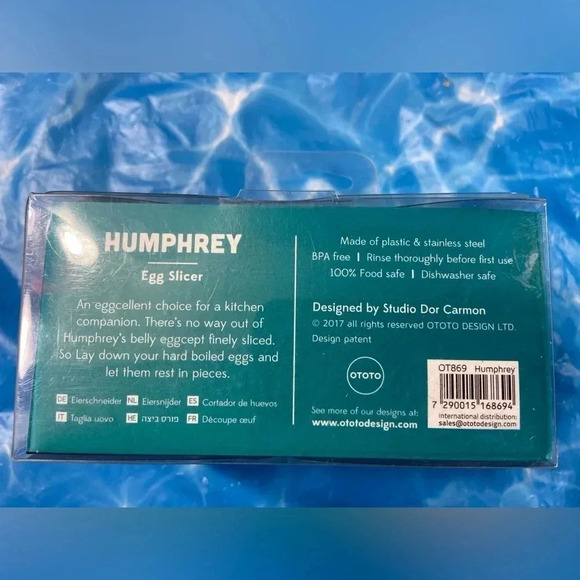 HUMPHREY
Egg Slicer
An eggcellent choice for a kitchen
companion. There's no way out of
Humphrey's belly eggcept finely sliced.
So Lay down your hard boiled eggs and
let them rest in pieces.
DE Eierschneider NL Eiersnijder ES Cortador de huevos
IT Taglia uovo HE פורס ביצה FR Découpe œuf
Made of plastic & stainless steel
BPA free | Rinse thoroughly before first use
100% Food safe | Dishwasher safe
Designed by Studio Dor Carmon
© 2017 all rights reserved OTOTO DESIGN LTD.
Design patent
OTOTO
See more of our designs at:
www.ototodesign.com
OT869 Humphrey
7 290015 168694
international distribution:
sales@ototodesign.com